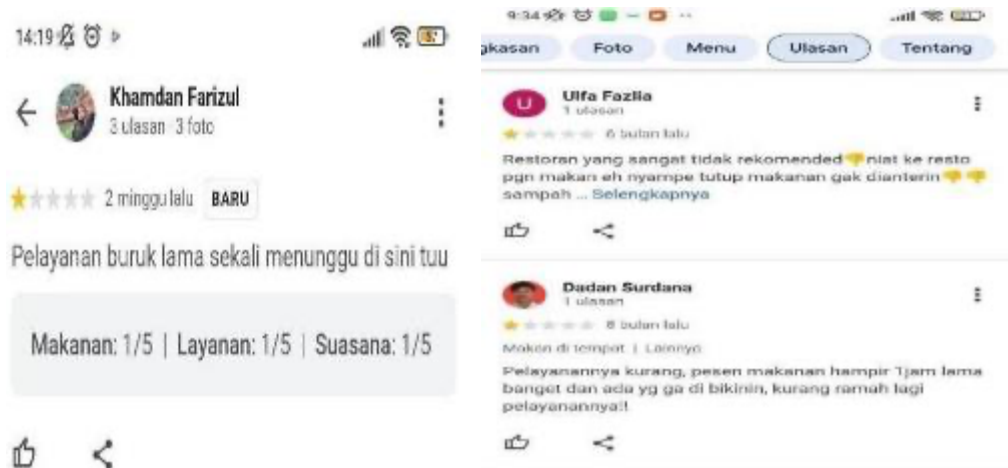 14:19
Khamdan Farizul
3 ulasan · 3 foto
2 minggu lalu BARU
Pelayanan buruk lama sekali menunggu di sini tuu
Makanan: 1/5 | Layanan: 1/5 | Suasana: 1/5
9:34
gkasan Foto Menu Ulasan Tentang
U
Ulfa Fazlia
1 ulasan
6 bulan lalu
Restoran yang sangat tidak rekomended👎niat ke resto
pgn makan eh nyampe tutup makanan gak dianterin👎👎
sampah ... Selengkapnya
Dadan Surdana
1 ulasan
8 bulan lalu
Makan di tempat | Lainnya
Pelayanannya kurang, pesen makanan hampir 1jam lama
banget dan ada yg ga di bikinin, kurang ramah lagi
pelayanannya!!